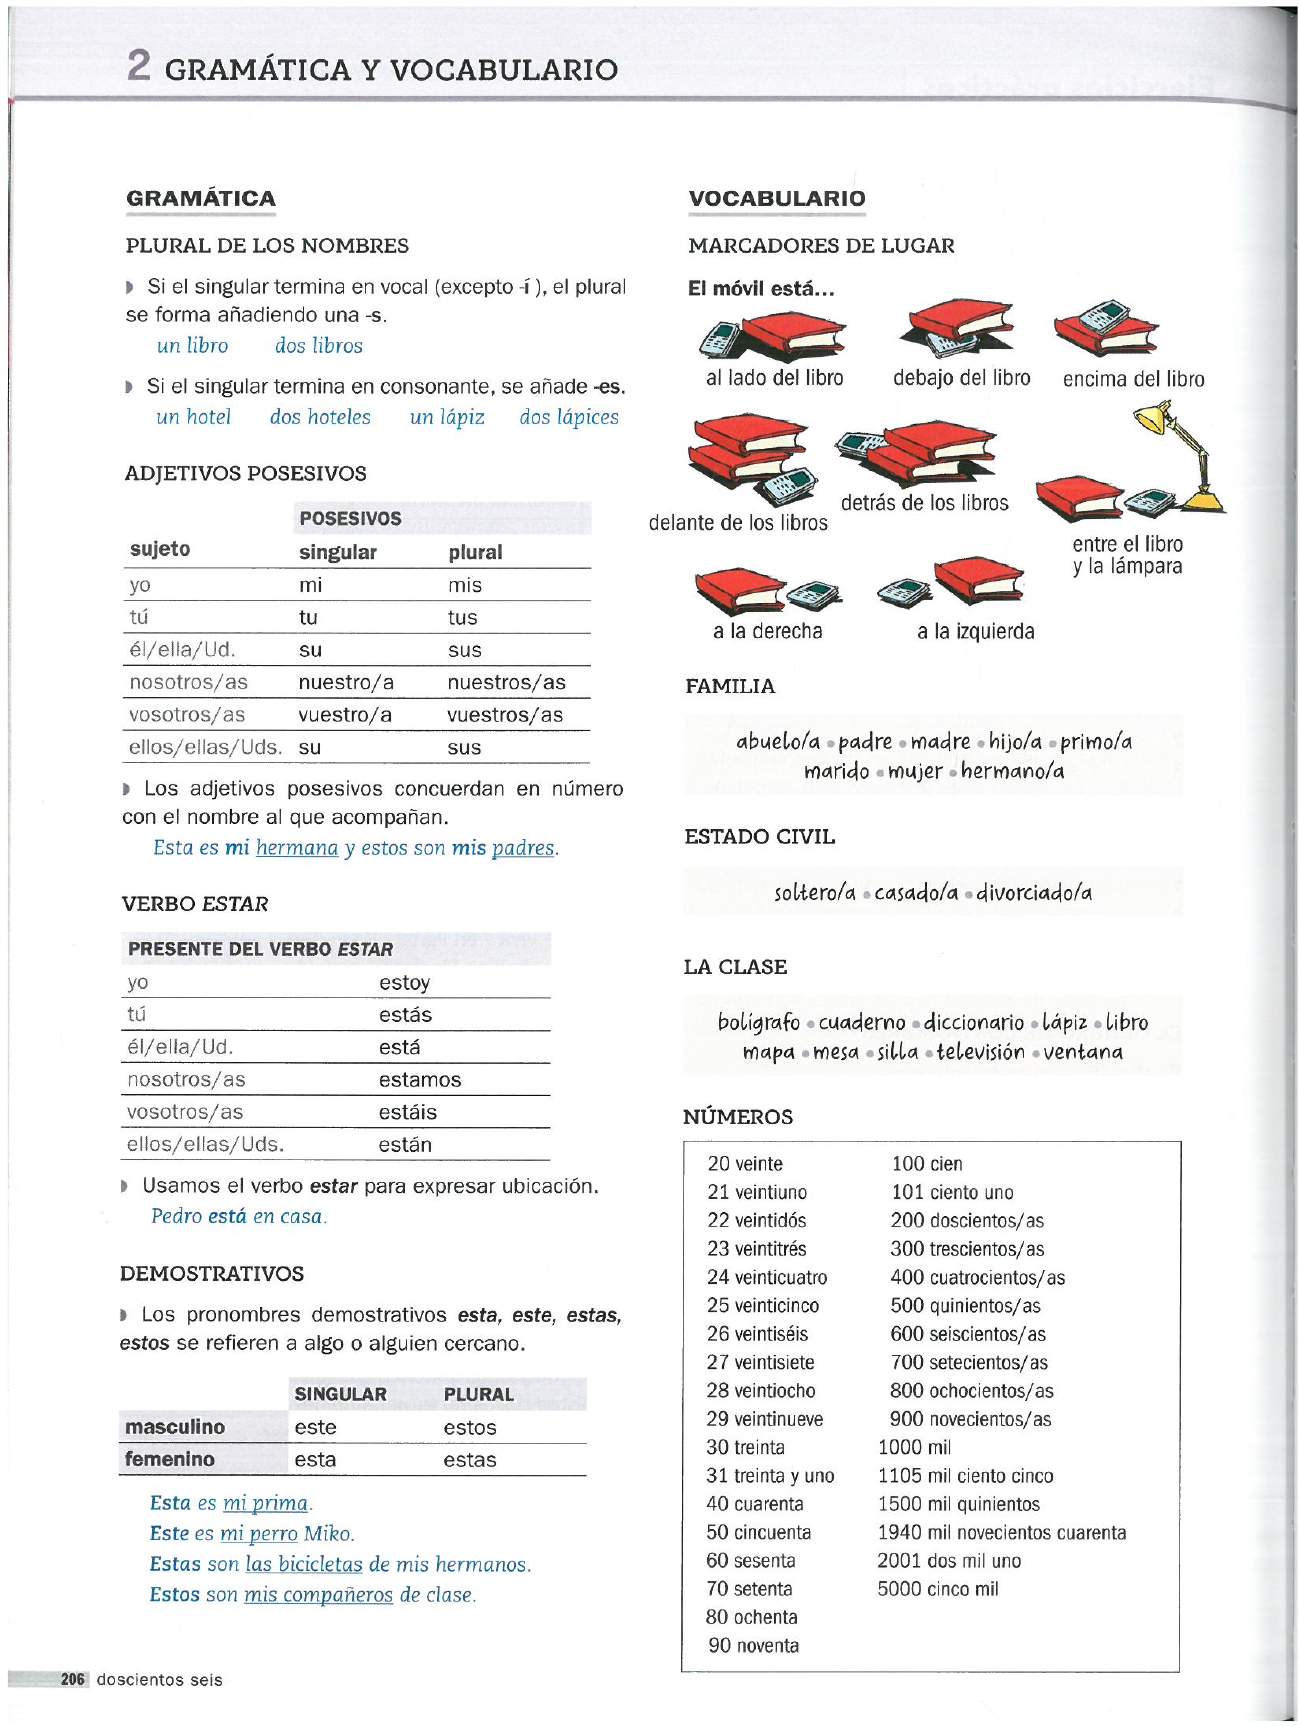 2 GRAMÁTICA Y VOCABULARIO
GRAMÁTICA
PLURAL DE LOS NOMBRES
Si el singular termina en vocal (excepto -í ), el plural
se forma añadiendo una -s.
un libro dos libros
Si el singular termina en consonante, se añade -es.
un hotel dos hoteles un lápiz dos lápices
ADJETIVOS POSESIVOS
POSESIVOS
sujeto singular plural
yo mi mis
tú tu tus
él/ella/Ud. su sus
nosotros/as nuestro/a nuestros/as
vosotros/as vuestro/a vuestros/as
ellos/ellas/Uds. su sus
Los adjetivos posesivos concuerdan en número
con el nombre al que acompañan.
Esta es mi hermana y estos son mis padres.
VERBO ESTAR
PRESENTE DEL VERBO ESTAR
yo estoy
tú estás
él/ella/Ud. está
nosotros/as estamos
vosotros/as estáis
ellos/ellas/Uds. están
Usamos el verbo estar para expresar ubicación.
Pedro está en casa.
DEMOSTRATIVOS
Los pronombres demostrativos esta, este, estas,
estos se refieren a algo o alguien cercano.
SINGULAR PLURAL
masculino este estos
femenino esta estas
Esta es mi prima.
Este es mi perro Miko.
Estas son las bicicletas de mis hermanos.
Estos son mis compañeros de clase.
VOCABULARIO
MARCADORES DE LUGAR
El móvil está...
al lado del libro debajo del libro encima del libro
delante de los libros
detrás de los libros
entre el libro
y la lámpara
a la derecha a la izquierda
FAMILIA
abuelo/a • padre • madre • hijo/a • primo/a
marido • mujer • hermano/a
ESTADO CIVIL
soltero/a • casado/a • divorciado/a
LA CLASE
bolígrafo • cuaderno • diccionario • lápiz • libro
mapa • mesa • silla • televisión • ventana
NÚMEROS
20 veinte 100 cien
21 veintiuno 101 ciento uno
22 veintidós 200 doscientos/as
23 veintitrés 300 trescientos/as
24 veinticuatro 400 cuatrocientos/as
25 veinticinco 500 quinientos/as
26 veintiséis 600 seiscientos/as
27 veintisiete 700 setecientos/as
28 veintiocho 800 ochocientos/as
29 veintinueve 900 novecientos/as
30 treinta 1000 mil
31 treinta y uno 1105 mil ciento cinco
40 cuarenta 1500 mil quinientos
50 cincuenta 1940 mil novecientos cuarenta
60 sesenta 2001 dos mil uno
70 setenta 5000 cinco mil
80 ochenta
90 noventa
206 doscientos seis